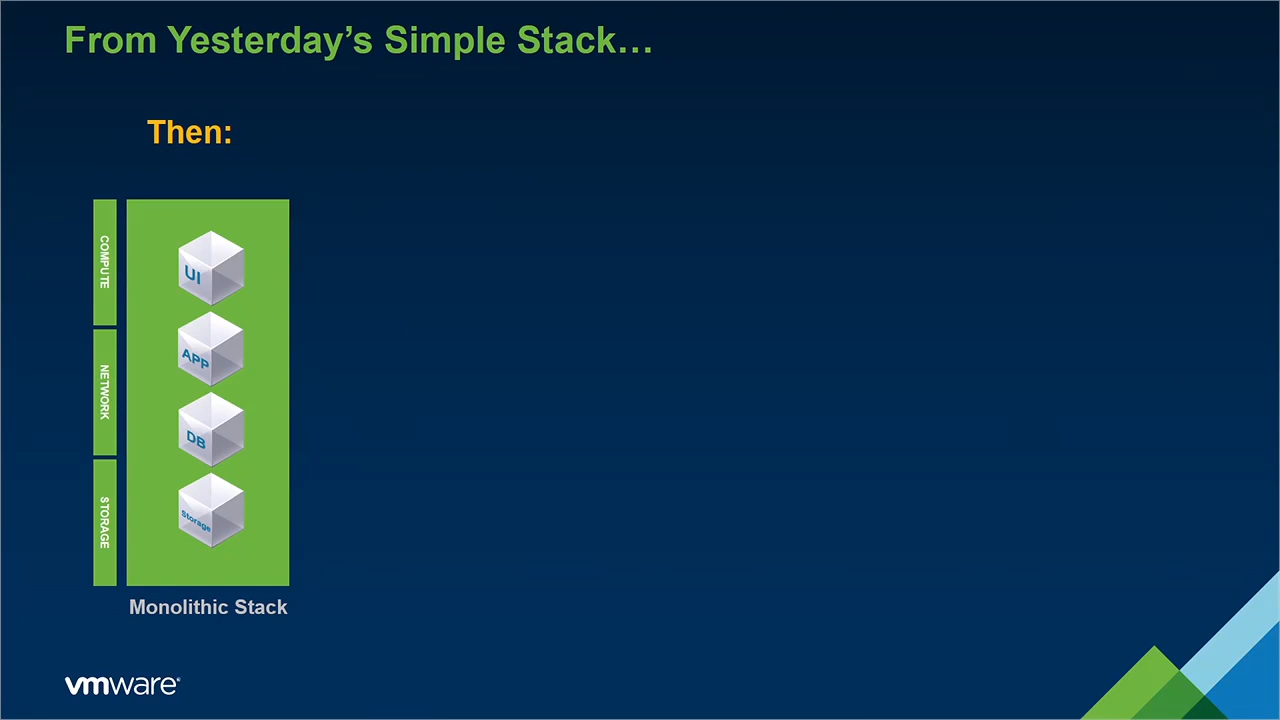 From Yesterday’s Simple Stack…
Then:
COMPUTE
NETWORK
STORAGE
UI
APP
DB
Storage
Monolithic Stack
vmware®